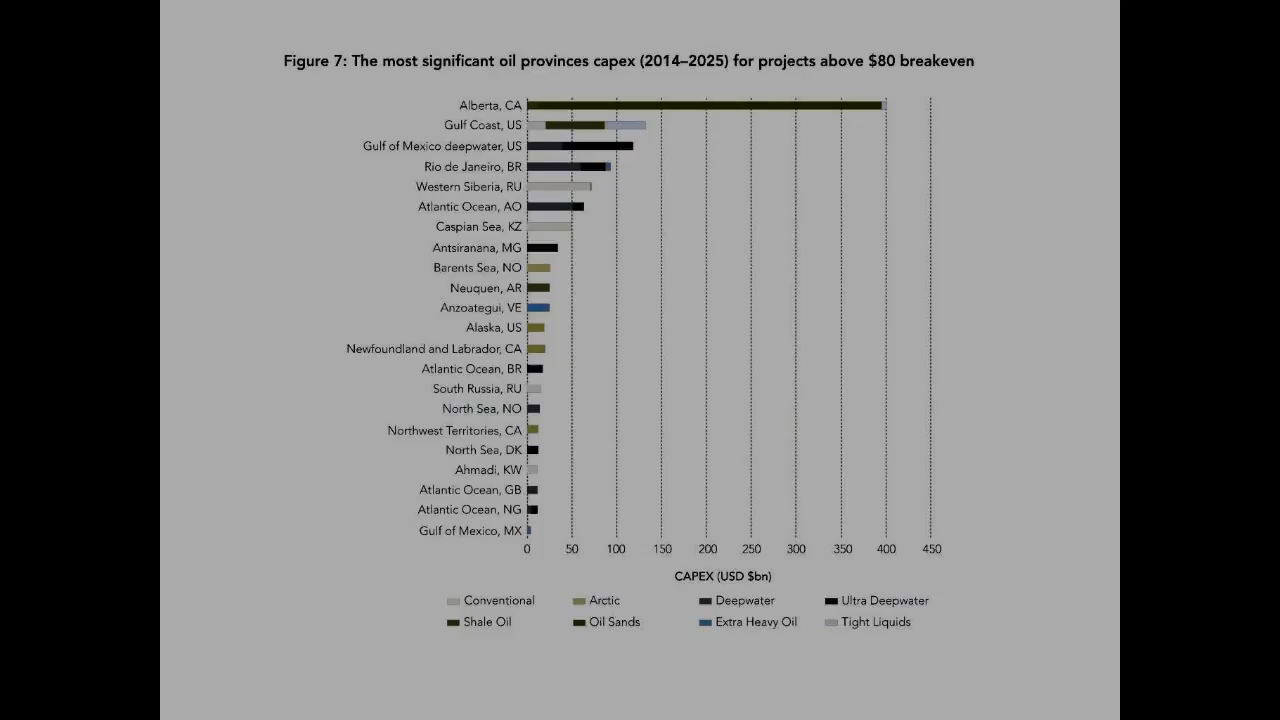 Figure 7: The most significant oil provinces capex (2014–2025) for projects above $80 breakeven
Alberta, CA
Gulf Coast, US
Gulf of Mexico deepwater, US
Rio de Janeiro, BR
Western Siberia, RU
Atlantic Ocean, AO
Caspian Sea, KZ
Antsiranana, MG
Barents Sea, NO
Neuquen, AR
Anzoategui, VE
Alaska, US
Newfoundland and Labrador, CA
Atlantic Ocean, BR
South Russia, RU
North Sea, NO
Northwest Territories, CA
North Sea, DK
Ahmadi, KW
Atlantic Ocean, GB
Atlantic Ocean, NG
Gulf of Mexico, MX
0 50 100 150 200 250 300 350 400 450
CAPEX (USD $bn)
Conventional Arctic Deepwater Ultra Deepwater
Shale Oil Oil Sands Extra Heavy Oil Tight Liquids